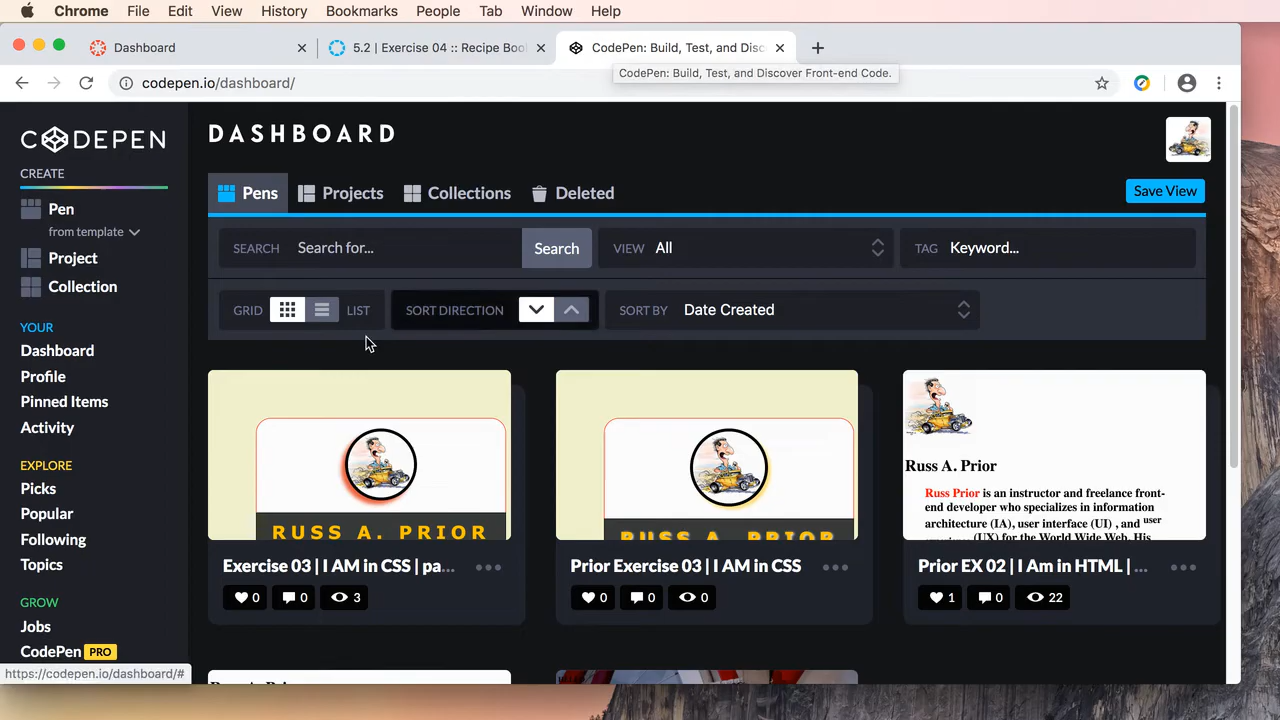 Chrome File Edit View History Bookmarks People Tab Window Help
Dashboard
5.2 | Exercise 04 :: Recipe Boo
CodePen: Build, Test, and Disc
CodePen: Build, Test, and Discover Front-end Code.
codepen.io/dashboard/
CODEPEN
DASHBOARD
CREATE
Pen
from template
Project
Collection
YOUR
Dashboard
Profile
Pinned Items
Activity
EXPLORE
Picks
Popular
Following
Topics
GROW
Jobs
CodePen PRO
https://codepen.io/dashboard/#
Pens Projects Collections Deleted
Save View
SEARCH Search for... Search VIEW All TAG Keyword...
GRID LIST SORT DIRECTION SORT BY Date Created
RUSS A. PRIOR
Exercise 03 | I AM in CSS | pa...
0 0 3
RUSS A. PRIOR
Prior Exercise 03 | I AM in CSS
0 0 0
Russ A. Prior
Russ Prior is an instructor and freelance front-
end developer who specializes in information
architecture (IA), user interface (UI) , and user
experience (UX) for the World Wide Web. His
Prior EX 02 | I Am in HTML | ...
1 0 22